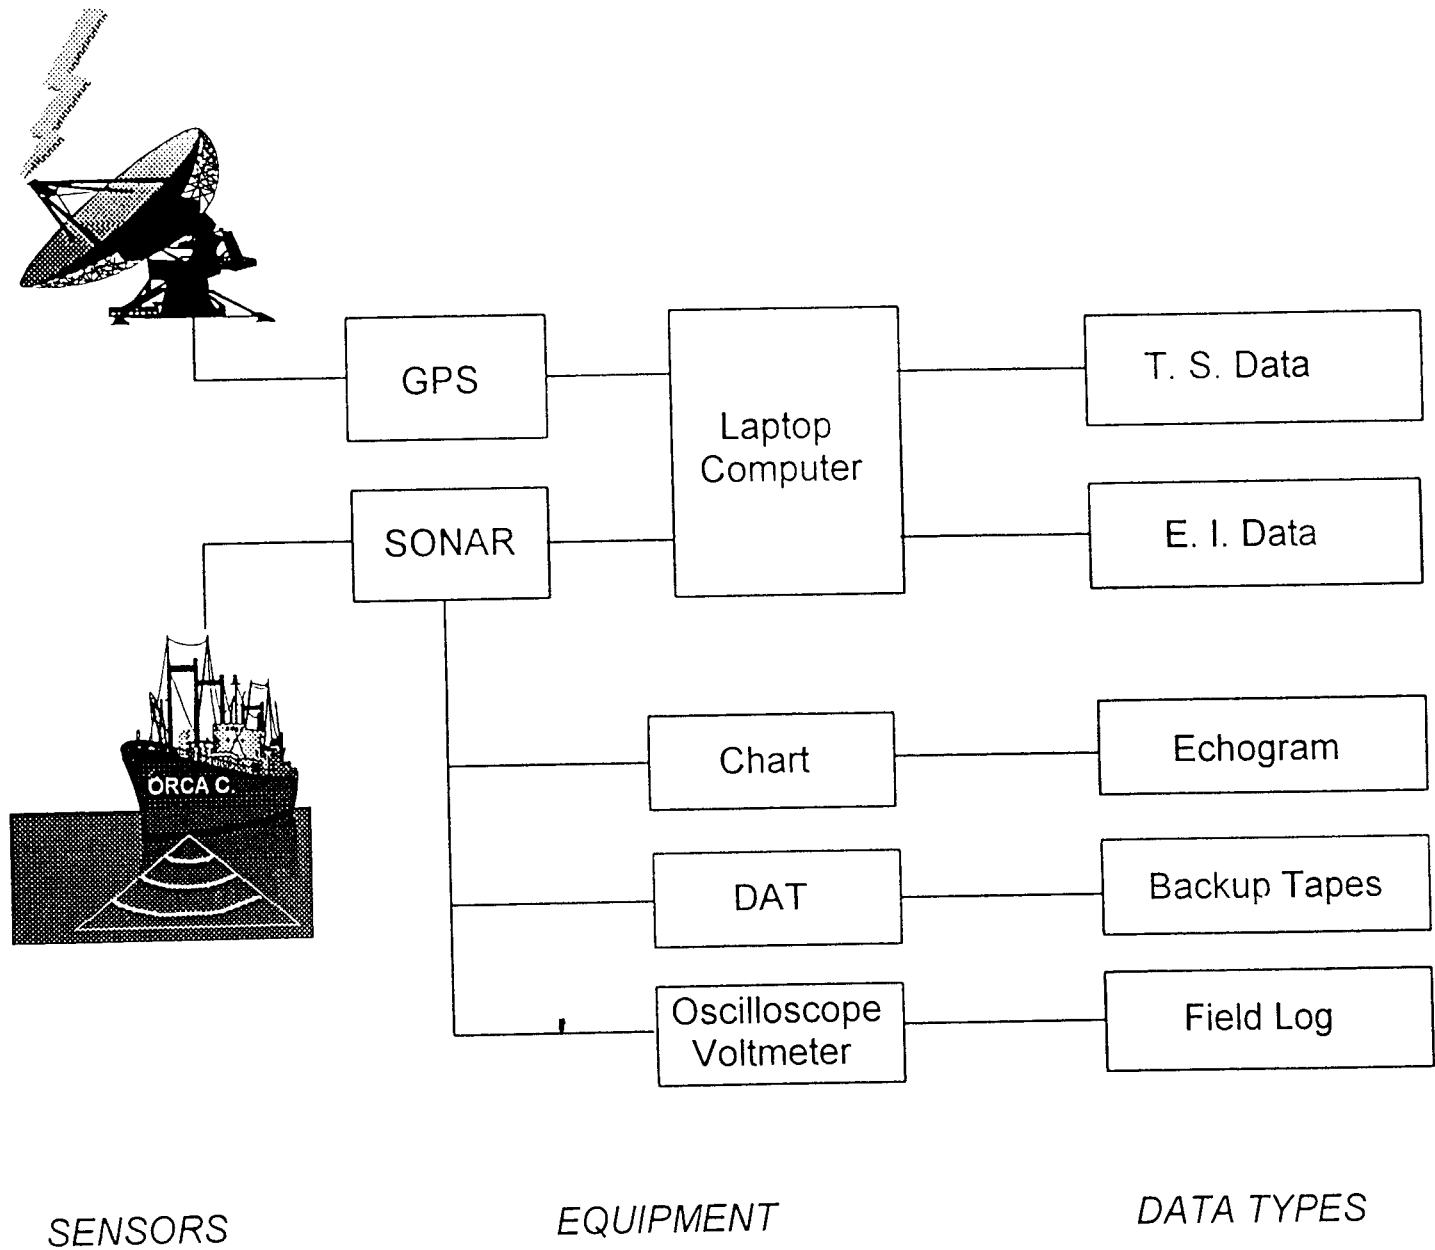 GPS
Laptop
Computer
T. S. Data
SONAR
E. I. Data
ORCA C.
Chart
Echogram
DAT
Backup Tapes
Oscilloscope
Voltmeter
Field Log
SENSORS
EQUIPMENT
DATA TYPES